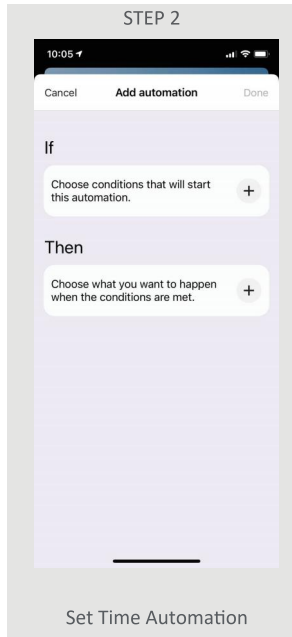 STEP 2
10:05
Cancel Add automation Done
If
Choose conditions that will start
this automation.
+
Then
Choose what you want to happen
when the conditions are met.
+
Set Time Automation